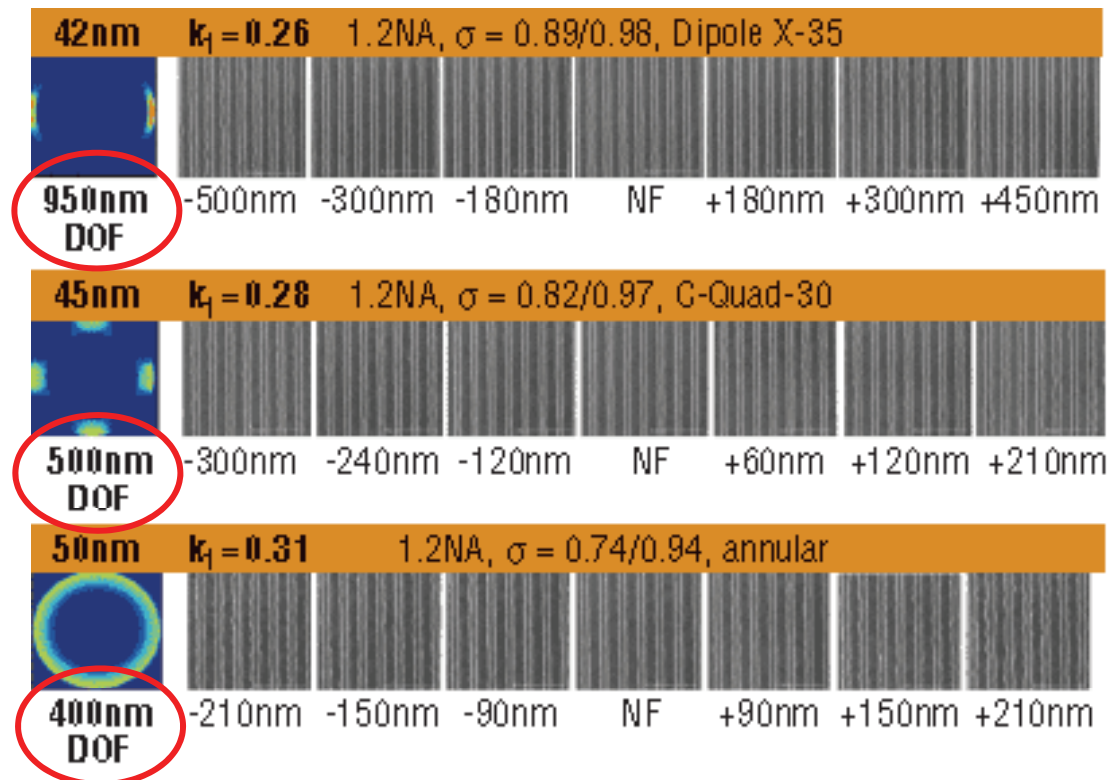 42nm k₁ = 0.26 1.2NA, σ = 0.89/0.98, Dipole X-35
950nm DOF -500nm -300nm -180nm NF +180nm +300nm +450nm
45nm k₁ = 0.28 1.2NA, σ = 0.82/0.97, C-Quad-30
500nm DOF -300nm -240nm -120nm NF +60nm +120nm +210nm
50nm k₁ = 0.31 1.2NA, σ = 0.74/0.94, annular
400nm DOF -210nm -150nm -90nm NF +90nm +150nm +210nm